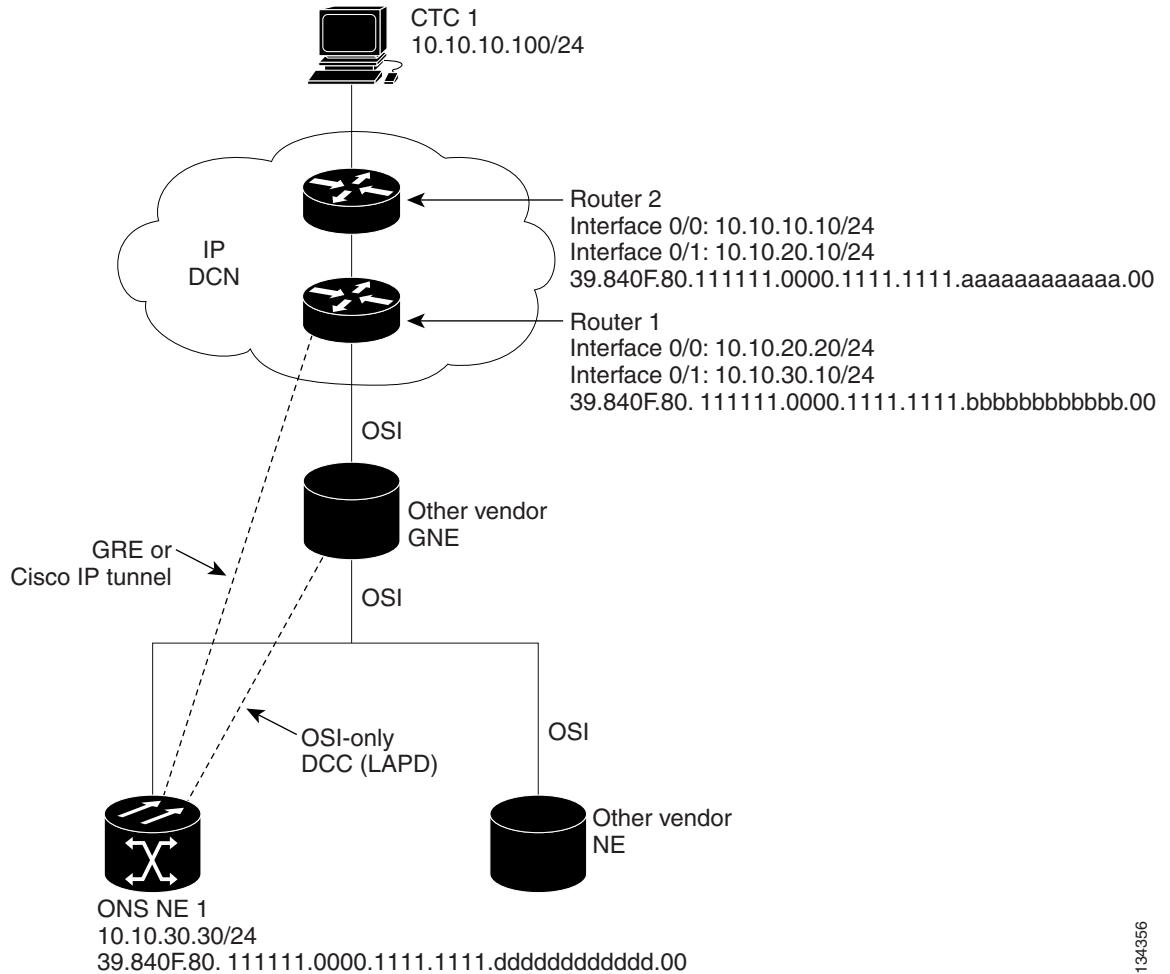 CTC 1
10.10.10.100/24
IP
DCN
Router 2
Interface 0/0: 10.10.10.10/24
Interface 0/1: 10.10.20.10/24
39.840F.80.111111.0000.1111.1111.aaaaaaaaaaaa.00
Router 1
Interface 0/0: 10.10.20.20/24
Interface 0/1: 10.10.30.10/24
39.840F.80. 111111.0000.1111.1111.bbbbbbbbbbbb.00
OSI
Other vendor
GNE
GRE or
Cisco IP tunnel
OSI
OSI-only
DCC (LAPD)
OSI
Other vendor
NE
ONS NE 1
10.10.30.30/24
39.840F.80. 111111.0000.1111.1111.dddddddddddd.00
134356